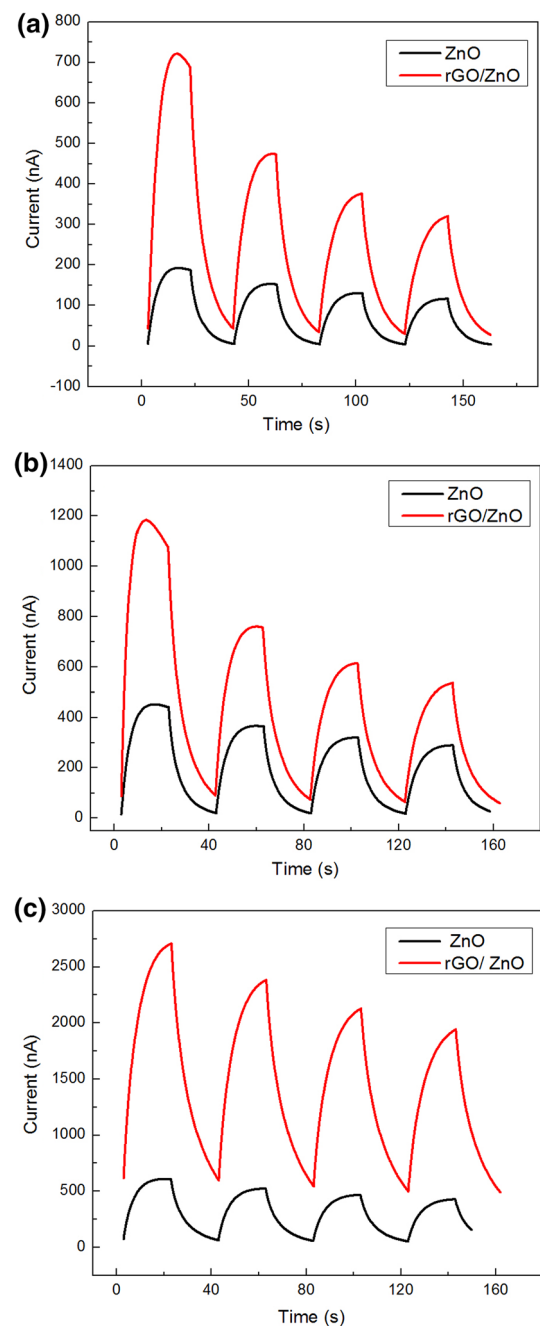 (a)
800
700
600
500
400
300
200
100
0
-100
Current (nA)
ZnO
rGO/ZnO
0 50 100 150
Time (s)
(b)
1400
1200
1000
800
600
400
200
0
Current (nA)
ZnO
rGO/ZnO
0 40 80 120 160
Time (s)
(c)
3000
2500
2000
1500
1000
500
0
Current (nA)
ZnO
rGO/ ZnO
0 40 80 120 160
Time (s)